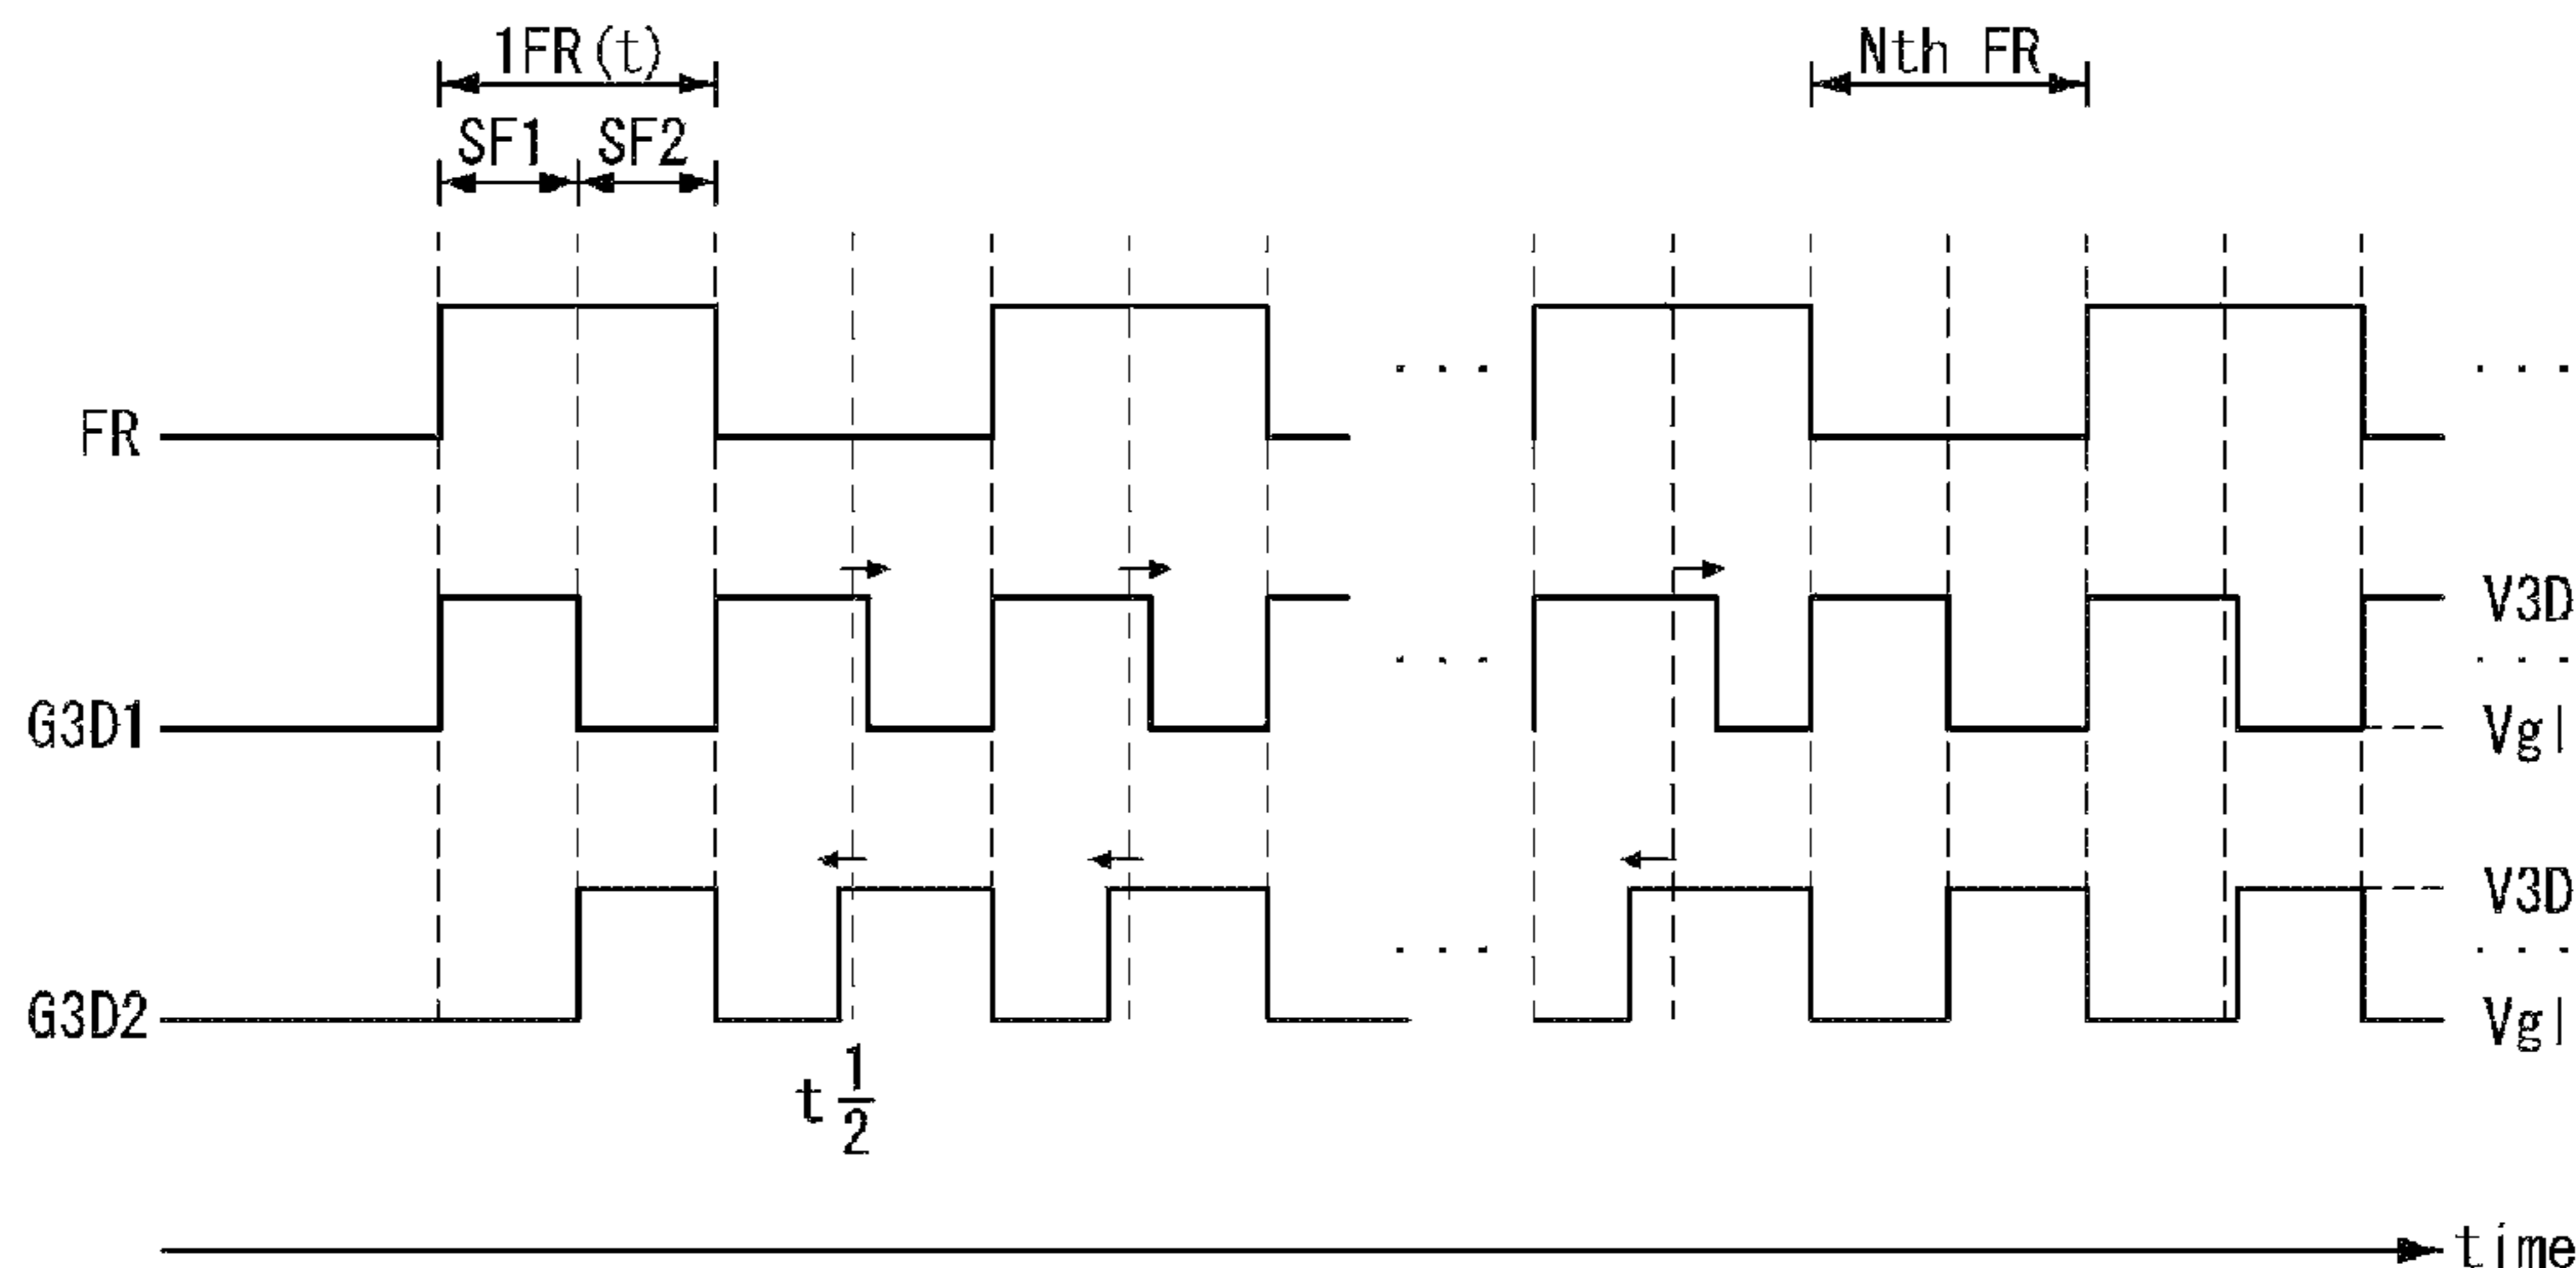 1FR(t)
Nth FR
SF1 SF2
FR
. . .
. . .
G3D1
. . .
V3D
. . .
Vgl
G3D2
. . .
V3D
. . .
Vgl
t 1/2
time